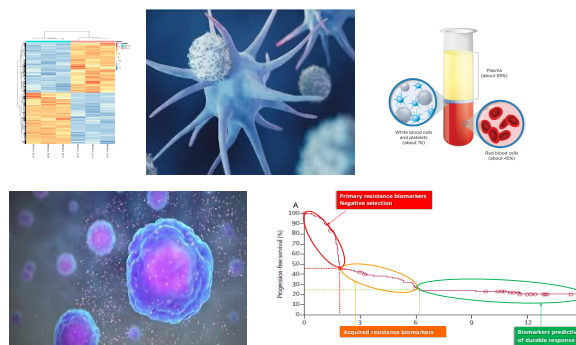 Plasma
(about 55%)
White blood cells
and platelets
(about 1%)
Red blood cells
(about 45%)
A
Primary resistance biomarkers
Negative selection
Progression-free survival (%)
100
90
80
70
60
50
40
30
20
10
0
0
3
6
9
12
Acquired resistance biomarkers
Biomarkers predictive
of durable response